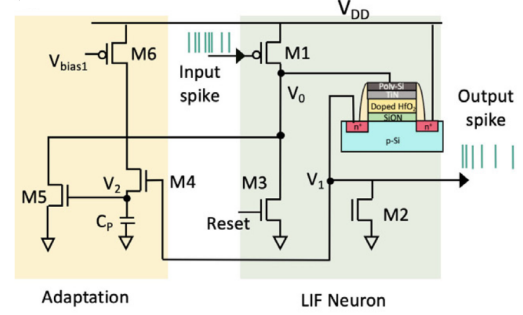 V_DD
V_bias1
M6
M1
Input
spike
V_0
Poly-Si
TiN
Doped HfO_2
SiON
n+
n+
p-Si
Output
spike
M5
V_2
M4
M3
V_1
C_P
Reset
M2
Adaptation
LIF Neuron